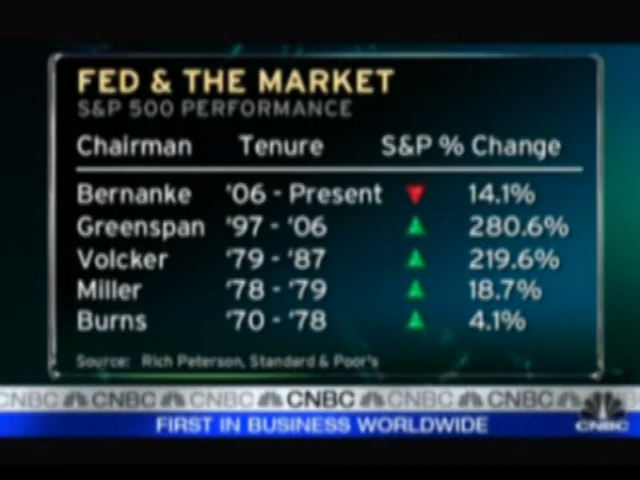 FED & THE MARKET
S&P 500 PERFORMANCE
Chairman Tenure S&P % Change
Bernanke '06 - Present ▼ 14.1%
Greenspan '97 - '06 ▲ 280.6%
Volcker '79 - '87 ▲ 219.6%
Miller '78 - '79 ▲ 18.7%
Burns '70 - '78 ▲ 4.1%
Source: Rich Peterson, Standard & Poor's
CNBC CNBC CNBC CNBC CNBC CNBC
FIRST IN BUSINESS WORLDWIDE
CNBC